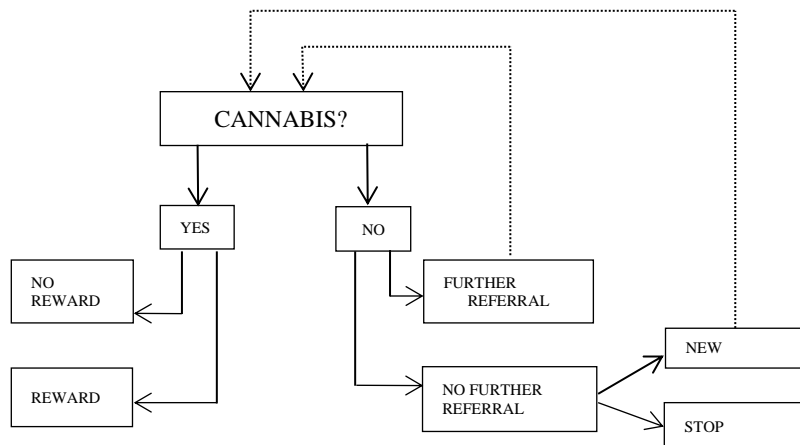 CANNABIS?
YES
NO
NO
REWARD
FURTHER
REFERRAL
NEW
REWARD
NO FURTHER
REFERRAL
STOP